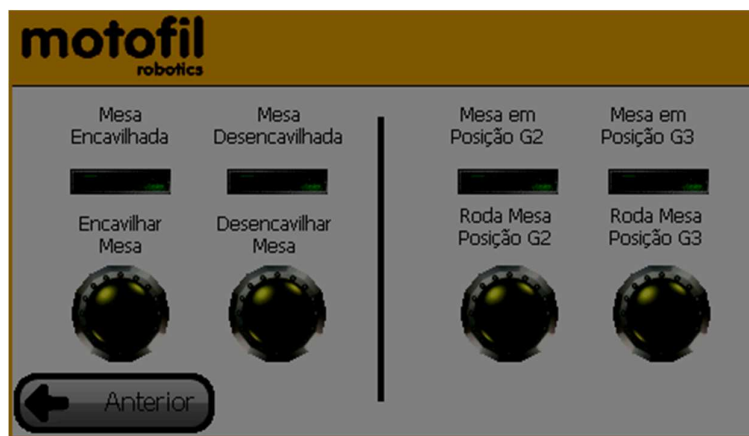 motofil
robotics
Mesa
Encavilhada
Mesa
Desencavilhada
Mesa em
Posição G2
Mesa em
Posição G3
Encavilhar
Mesa
Desencavilhar
Mesa
Roda Mesa
Posição G2
Roda Mesa
Posição G3
Anterior